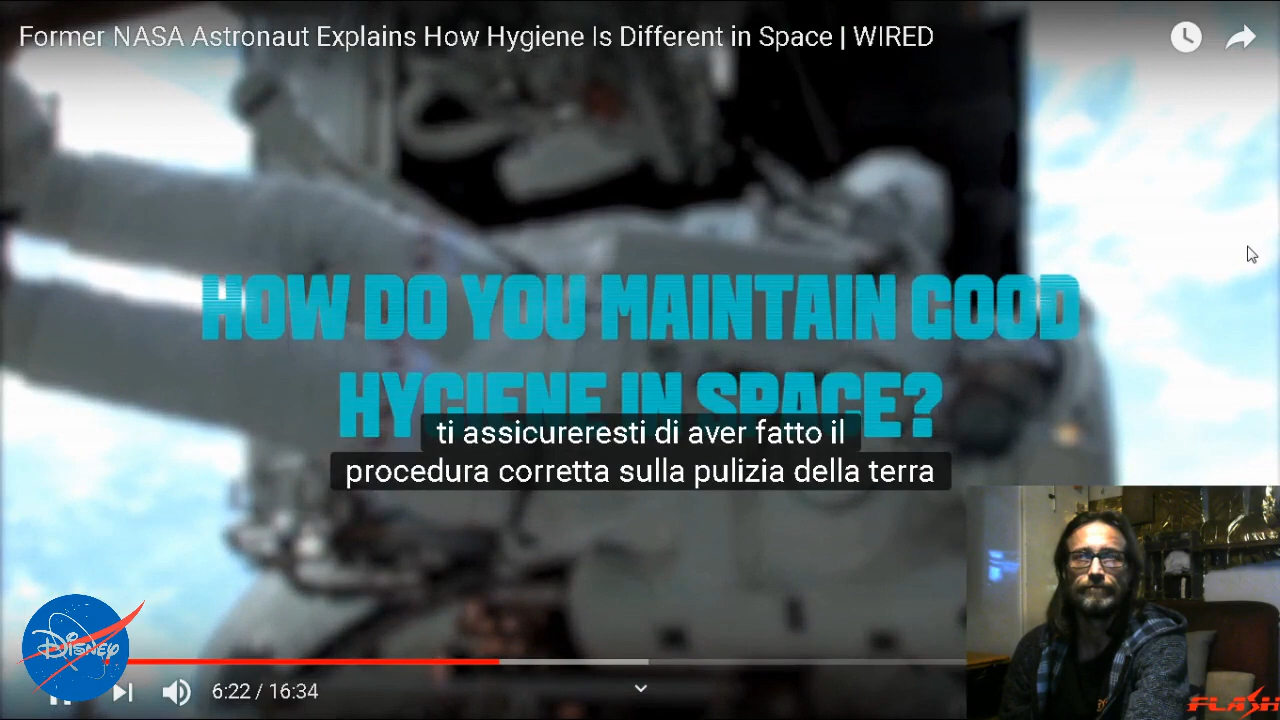 Former NASA Astronaut Explains How Hygiene Is Different in Space | WIRED
HOW DO YOU MAINTAIN GOOD
HYGIENE IN SPACE?
ti assicureresti di aver fatto il
procedura corretta sulla pulizia della terra
DISNEY
6:22 / 16:34
FLASH